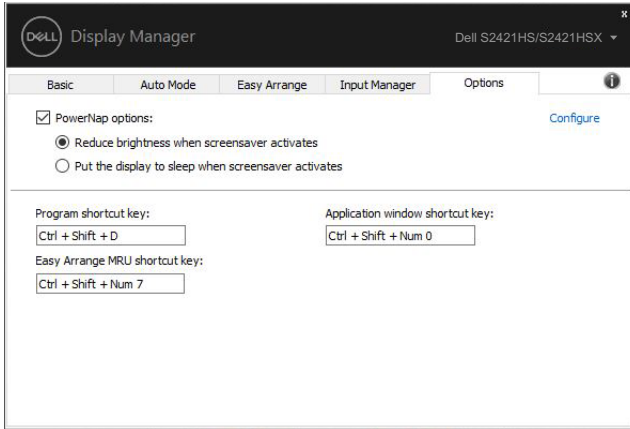 x
DELL Display Manager
Dell S2421HS/S2421HSX
Basic
Auto Mode
Easy Arrange
Input Manager
Options
i
PowerNap options:
Configure
Reduce brightness when screensaver activates
Put the display to sleep when screensaver activates
Program shortcut key:
Application window shortcut key:
Ctrl + Shift + D
Ctrl + Shift + Num 0
Easy Arrange MRU shortcut key:
Ctrl + Shift + Num 7